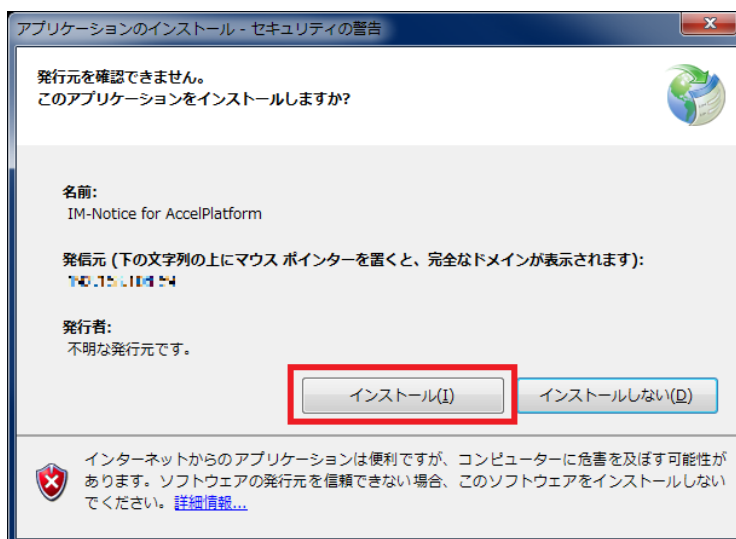 アプリケーションのインストール - セキュリティの警告
発行元を確認できません。
このアプリケーションをインストールしますか?
名前:
IM-Notice for AccelPlatform
発信元 (下の文字列の上にマウス ポインターを置くと、完全なドメインが表示されます):
発行者:
不明な発行元です。
インストール(I)
インストールしない(D)
インターネットからのアプリケーションは便利ですが、コンピューターに危害を及ぼす可能性が
あります。ソフトウェアの発行元を信頼できない場合、このソフトウェアをインストールしない
でください。詳細情報...